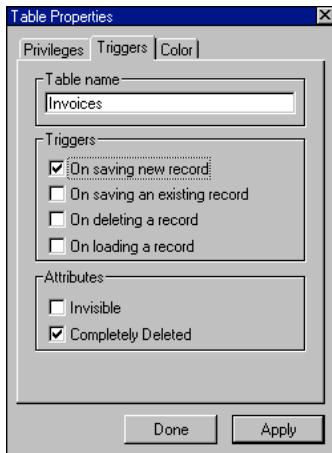 Table Properties
Privileges Triggers Color
Table name
Invoices
Triggers
On saving new record
On saving an existing record
On deleting a record
On loading a record
Attributes
Invisible
Completely Deleted
Done Apply